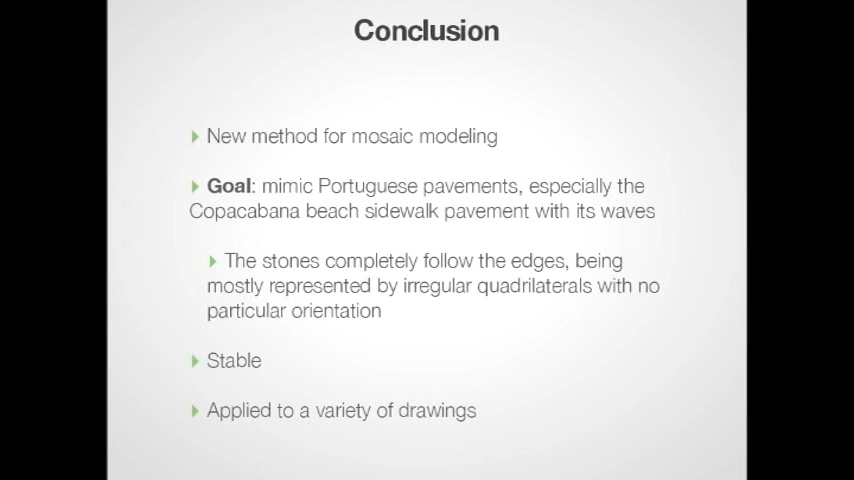 Conclusion
New method for mosaic modeling
Goal: mimic Portuguese pavements, especially the
Copacabana beach sidewalk pavement with its waves
The stones completely follow the edges, being
mostly represented by irregular quadrilaterals with no
particular orientation
Stable
Applied to a variety of drawings